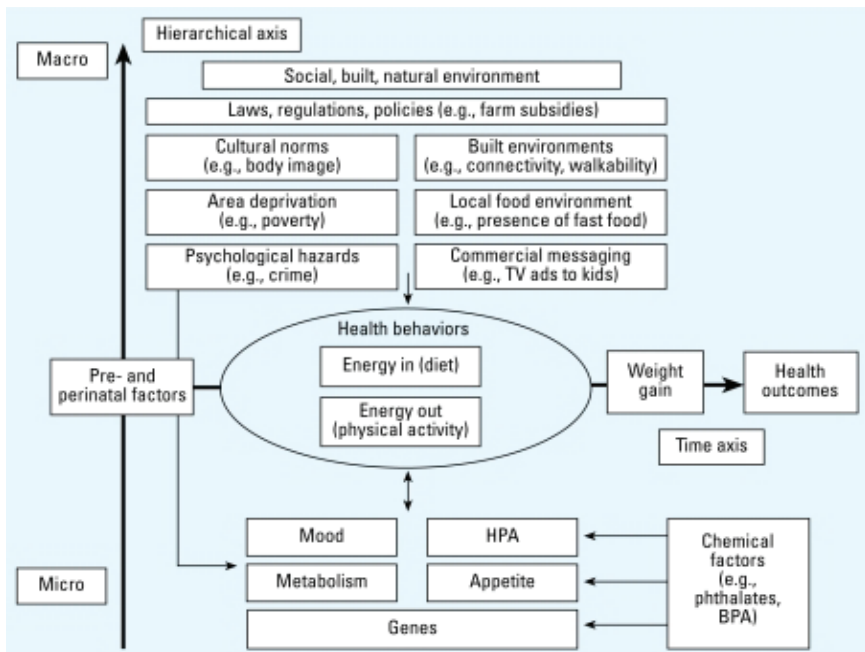 Hierarchical axis
Macro
Social, built, natural environment
Laws, regulations, policies (e.g., farm subsidies)
Cultural norms
(e.g., body image)
Built environments
(e.g., connectivity, walkability)
Area deprivation
(e.g., poverty)
Local food environment
(e.g., presence of fast food)
Psychological hazards
(e.g., crime)
Commercial messaging
(e.g., TV ads to kids)
Health behaviors
Energy in (diet)
Energy out
(physical activity)
Pre- and
perinatal factors
Weight
gain
Health
outcomes
Time axis
Mood
HPA
Metabolism
Appetite
Genes
Chemical
factors
(e.g.,
phthalates,
BPA)
Micro